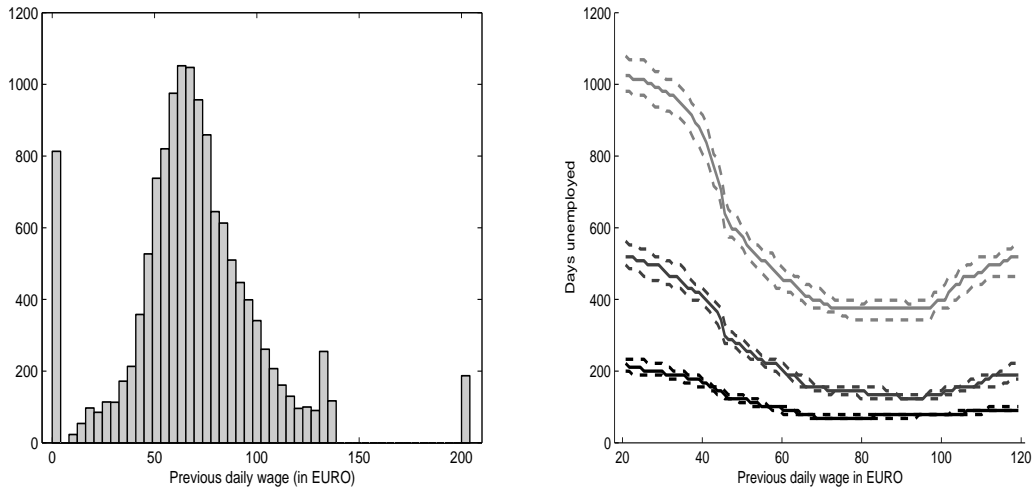 1200
1000
800
600
400
200
0
0 50 100 150 200
Previous daily wage (in EURO)
Days unemployed
1200
1000
800
600
400
200
0
20 40 60 80 100 120
Previous daily wage in EURO